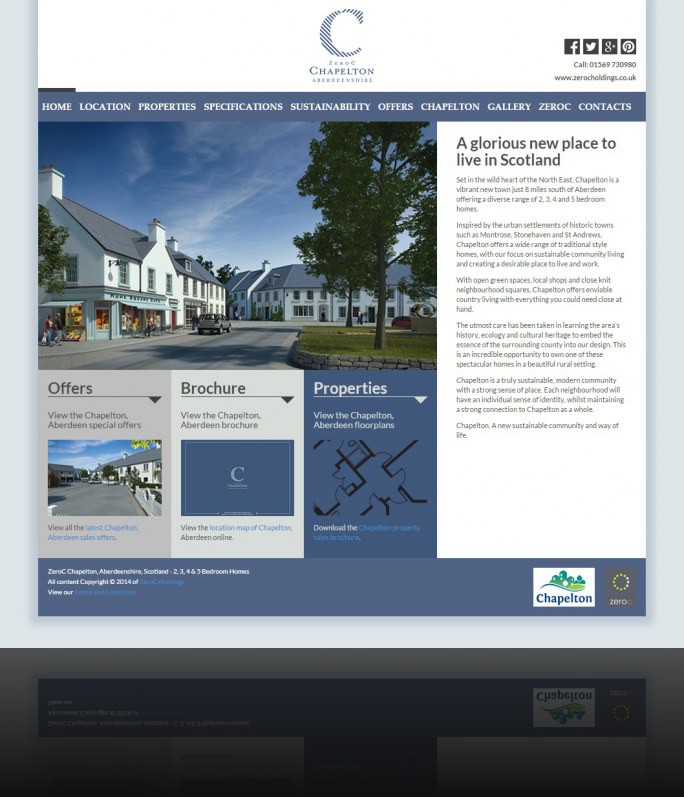 ZEROC
CHAPELTON
ABERDEENSHIRE
Call: 01569 730980
www.zerocholdings.co.uk
HOME LOCATION PROPERTIES SPECIFICATIONS SUSTAINABILITY OFFERS CHAPELTON GALLERY ZEROC CONTACTS
A glorious new place to
live in Scotland
Set in the wild heart of the North East, Chapelton is a
vibrant new town just 8 miles south of Aberdeen
offering a diverse range of 2, 3, 4 and 5 bedroom
homes.
Inspired by the urban settlements of historic towns
such as Montrose, Stonehaven and St Andrews,
Chapelton offers a wide range of traditional style
homes, with our focus on sustainable community living
and creating a desirable place to live and work.
With open green spaces, local shops and close knit
neighbourhood squares, Chapelton offers enviable
country living with everything you could need close at
hand.
The utmost care has been taken in learning the area's
history, ecology and cultural heritage to embed the
essence of the surrounding county into our design. This
is an incredible opportunity to own one of these
spectacular homes in a beautiful rural setting.
Chapelton is a truly sustainable, modern community
with a strong sense of place. Each neighbourhood will
have an individual sense of identity, whilst maintaining
a strong connection to Chapelton as a whole.
Chapelton. A new sustainable community and way of
life.
Offers
View the Chapelton,
Aberdeen special offers
View all the latest Chapelton,
Aberdeen sales offers.
Brochure
View the Chapelton,
Aberdeen brochure
C
View the location map of Chapelton,
Aberdeen online.
Properties
View the Chapelton,
Aberdeen floorplans
Download the Chapelton property
sales brochure.
ZeroC Chapelton, Aberdeenshire, Scotland - 2, 3, 4 & 5 Bedroom Homes
All content Copyright © 2014 of ZeroC Holdings
View our Terms and Conditions
Chapelton
zeroc